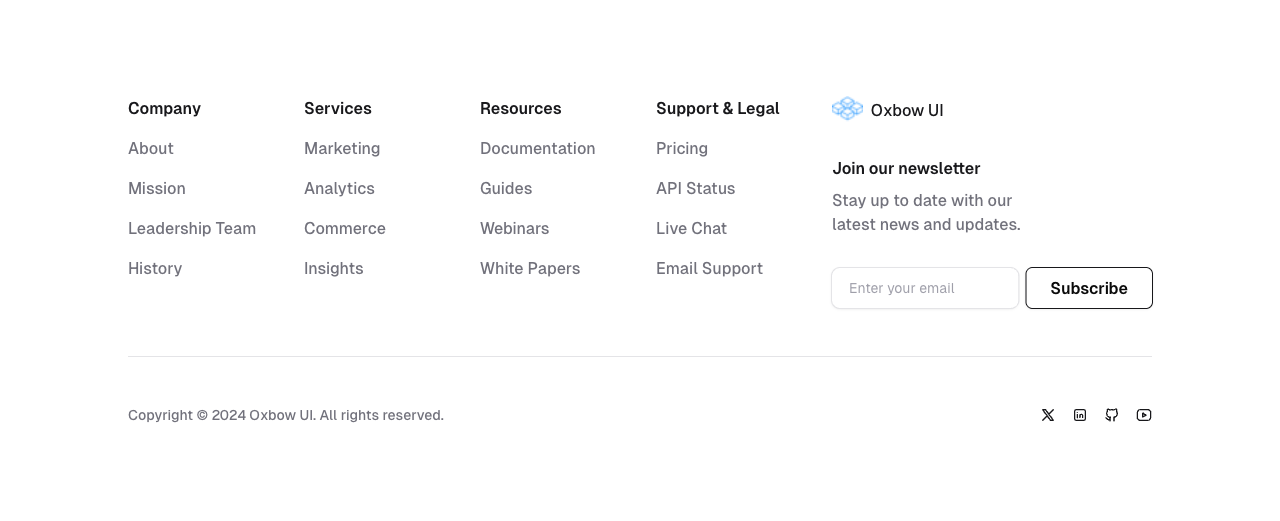 Company
About
Mission
Leadership Team
History
Services
Marketing
Analytics
Commerce
Insights
Resources
Documentation
Guides
Webinars
White Papers
Support & Legal
Pricing
API Status
Live Chat
Email Support
Oxbow UI
Join our newsletter
Stay up to date with our
latest news and updates.
Enter your email
Subscribe
Copyright © 2024 Oxbow UI. All rights reserved.